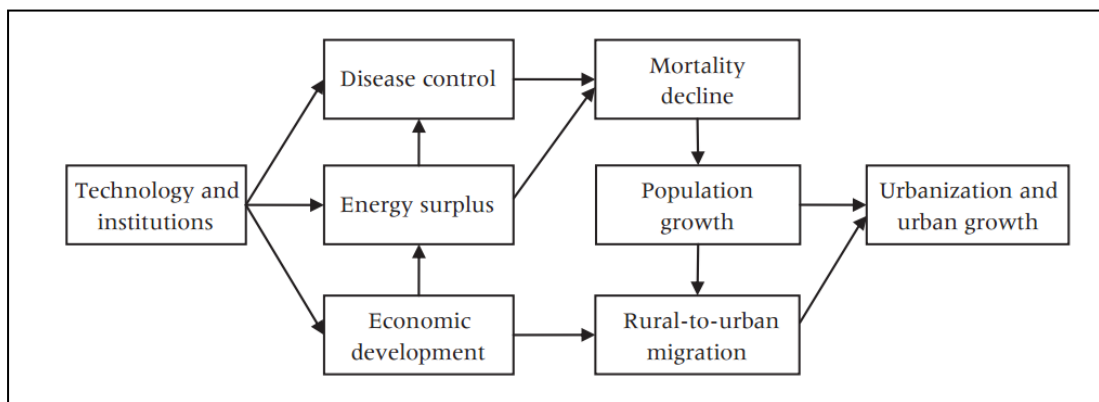 Disease control
Mortality
decline
Technology and
institutions
Energy surplus
Population
growth
Urbanization and
urban growth
Economic
development
Rural-to-urban
migration